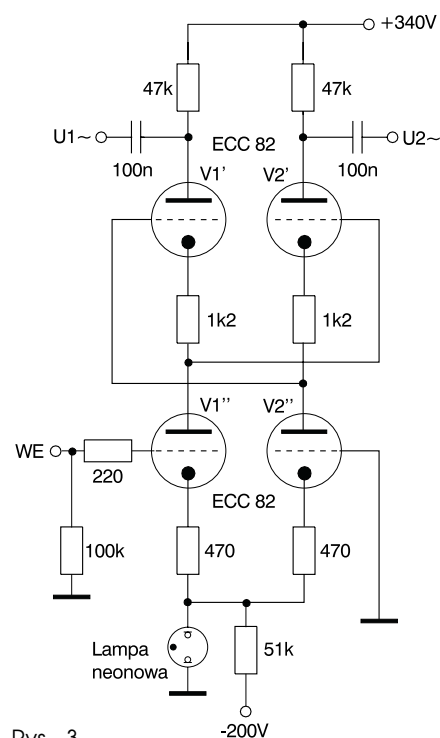 +340V
47k
47k
U1~
100n
ECC 82
100n
U2~
V1'
V2'
1k2
1k2
V1''
V2''
WE
220
ECC 82
100k
470
470
Lampa
neonowa
51k
-200V